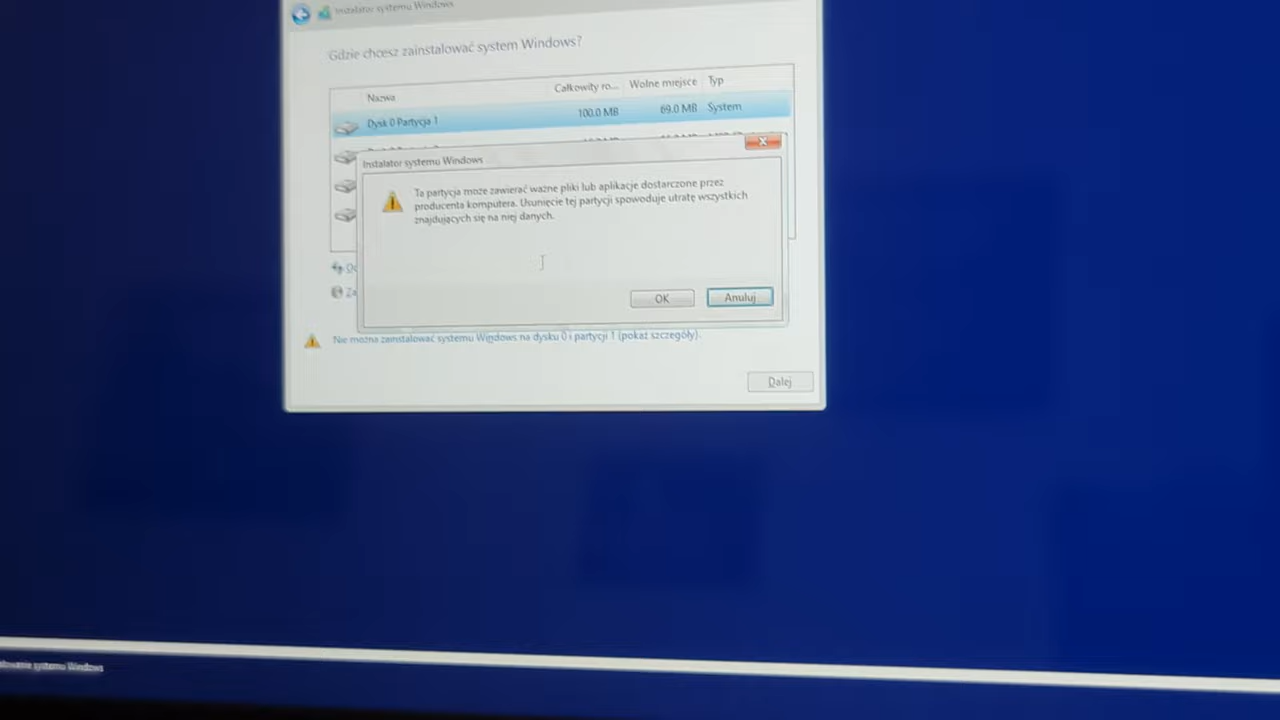 Instalator systemu Windows
Gdzie chcesz zainstalować system Windows?
Nazwa Całkowity ro... Wolne miejsce Typ
Dysk 0 Partycja 1 100.0 MB 69.0 MB System
Instalator systemu Windows
Ta partycja może zawierać ważne pliki lub aplikacje dostarczone przez
producenta komputera. Usunięcie tej partycji spowoduje utratę wszystkich
znajdujących się na niej danych.
OK Anuluj
Nie można zainstalować systemu Windows na dysku 0 i partycji 1 (pokaż szczegóły).
Dalej
systemu Windows